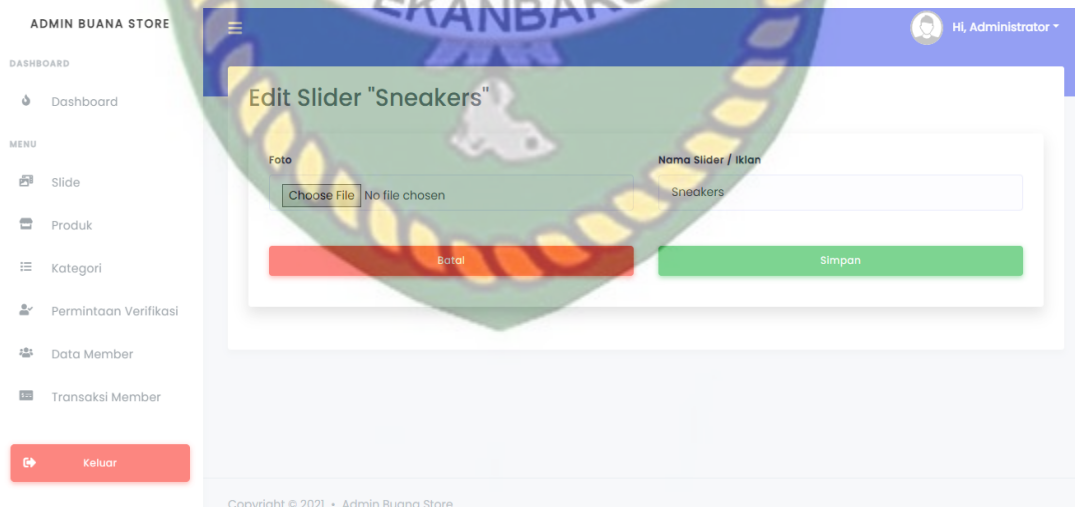 EKANBARU
ADMIN BUANA STORE
Hi, Administrator
DASHBOARD
Dashboard
MENU
Slide
Produk
Kategori
Permintaan Verifikasi
Data Member
Transaksi Member
Keluar
Edit Slider "Sneakers"
Foto
Nama Slider / Iklan
Choose File No file chosen
Sneakers
Batal
Simpan
Copyright © 2021 • Admin Buana Store